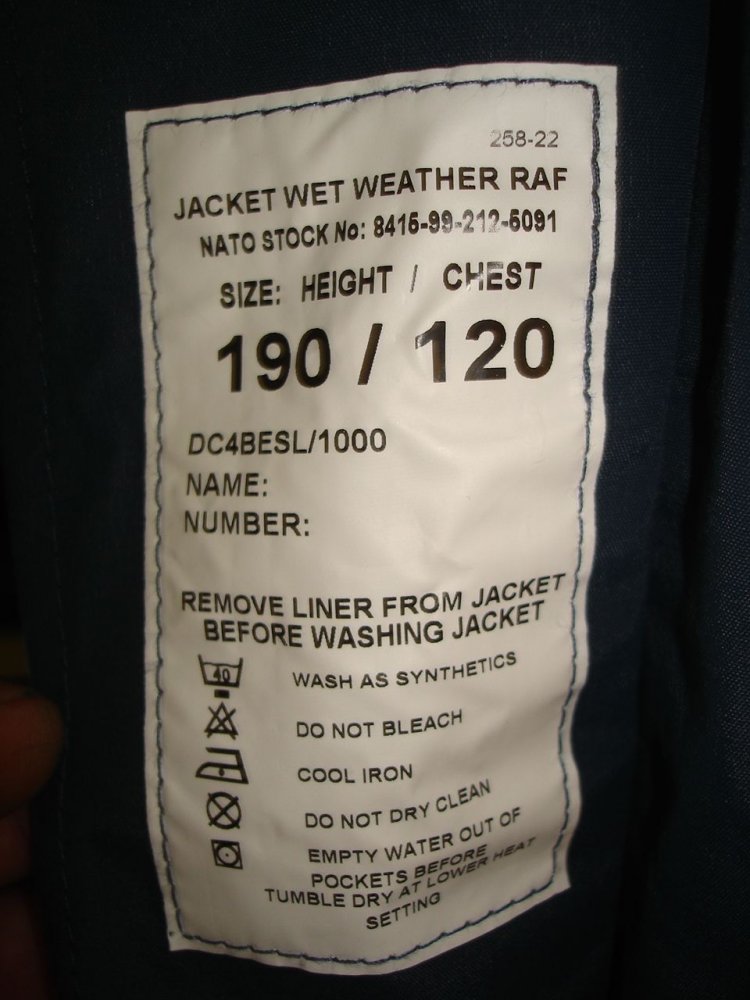 258-22
JACKET WET WEATHER RAF
NATO STOCK No: 8415-99-212-5091
SIZE: HEIGHT / CHEST
190 / 120
DC4BESL/1000
NAME:
NUMBER:
REMOVE LINER FROM JACKET
BEFORE WASHING JACKET
40 WASH AS SYNTHETICS
DO NOT BLEACH
COOL IRON
DO NOT DRY CLEAN
EMPTY WATER OUT OF
POCKETS BEFORE
TUMBLE DRY AT LOWER HEAT
SETTING